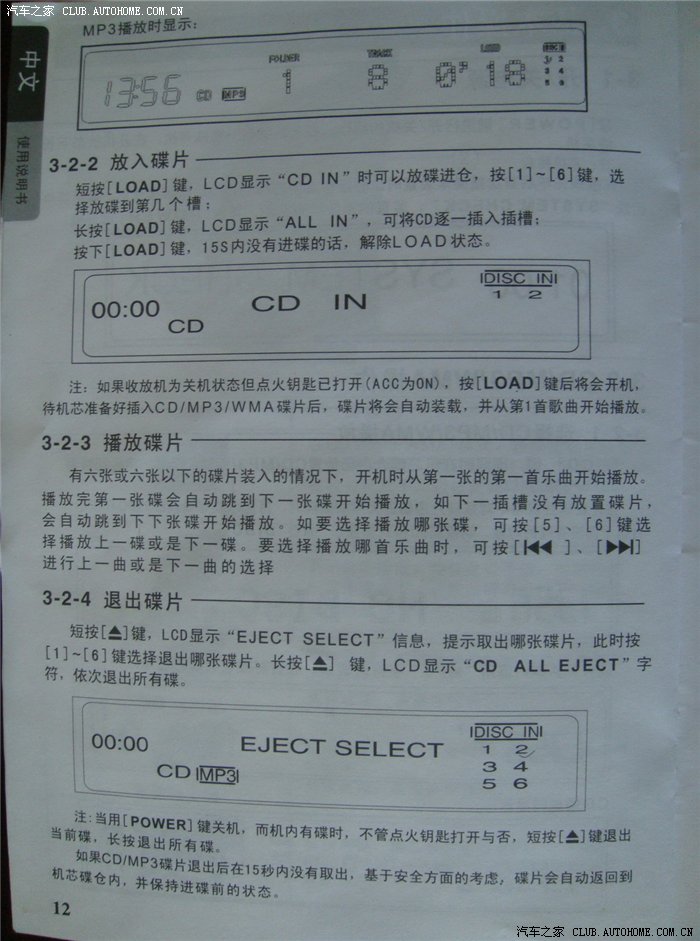 汽车之家 CLUB.AUTOHOME.COM.CN
中文
使用说明书
MP3播放时显示：
FOLDER TRACK DISC
13:56 CD MP3 1 8 0'18 1 2
3 4
5 6
3-2-2 放入碟片
短按[LOAD]键，LCD显示“CD IN”时可以放碟进仓，按[1]~[6]键，选
择放碟到第几个槽；
长按[LOAD]键，LCD显示“ALL IN”，可将CD逐一插入插槽；
按下[LOAD]键，15S内没有进碟的话，解除LOAD状态。
DISC IN
00:00 CD IN 1 2
CD
注：如果收放机为关机状态但点火钥匙已打开(ACC为ON)，按[LOAD]键后将会开机，
待机芯准备好插入CD/MP3/WMA碟片后，碟片将会自动装载，并从第1首歌曲开始播放。
3-2-3 播放碟片
有六张或六张以下的碟片装入的情况下，开机时从第一张的第一首乐曲开始播放。
播放完第一张碟会自动跳到下一张碟开始播放，如下一插槽没有放置碟片，
会自动跳到下下张碟开始播放。如要选择播放哪张碟，可按[5]、[6]键选
择播放上一碟或是下一碟。要选择播放哪首乐曲时，可按[⏮]、[⏭]
进行上一曲或是下一曲的选择
3-2-4 退出碟片
短按[⏏]键，LCD显示“EJECT SELECT”信息，提示取出哪张碟片，此时按
[1]~[6]键选择退出哪张碟片。长按[⏏] 键，LCD显示“CD ALL EJECT”字
符，依次退出所有碟。
DISC IN
00:00 EJECT SELECT 1 2
CD MP3 3 4
5 6
注：当用[POWER]键关机，而机内有碟时，不管点火钥匙打开与否，短按[⏏]键退出
当前碟，长按退出所有碟。
如果CD/MP3碟片退出后在15秒内没有取出，基于安全方面的考虑，碟片会自动返回到
机芯碟仓内，并保持进碟前的状态。
12
汽车之家 CLUB.AUTOHOME.COM.CN